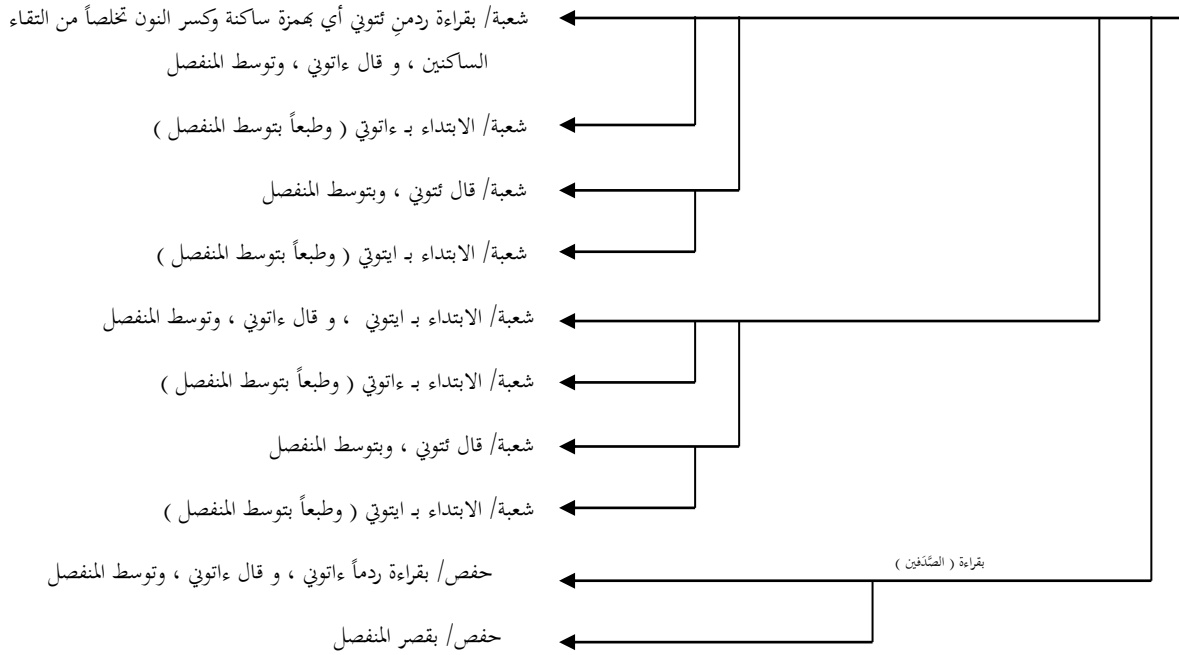 شعبة/ بقراءة ردمنِ ئتوني أي بهمزة ساكنة وكسر النون تخلصاً من التقاء
الساكنين ، و قال ءاتوني ، وتوسط المنفصل
شعبة/ الابتداء بـ ءاتوني ( وطبعاً بتوسط المنفصل )
شعبة/ قال ئتوني ، وبتوسط المنفصل
شعبة/ الابتداء بـ ايتوني ( وطبعاً بتوسط المنفصل )
شعبة/ الابتداء بـ ايتوني ، و قال ءاتوني ، وتوسط المنفصل
شعبة/ الابتداء بـ ءاتوني ( وطبعاً بتوسط المنفصل )
شعبة/ قال ئتوني ، وبتوسط المنفصل
شعبة/ الابتداء بـ ايتوني ( وطبعاً بتوسط المنفصل )
بقراءة ( الصَّدَفين )
حفص/ بقراءة ردماً ءاتوني ، و قال ءاتوني ، وتوسط المنفصل
حفص/ بقصر المنفصل